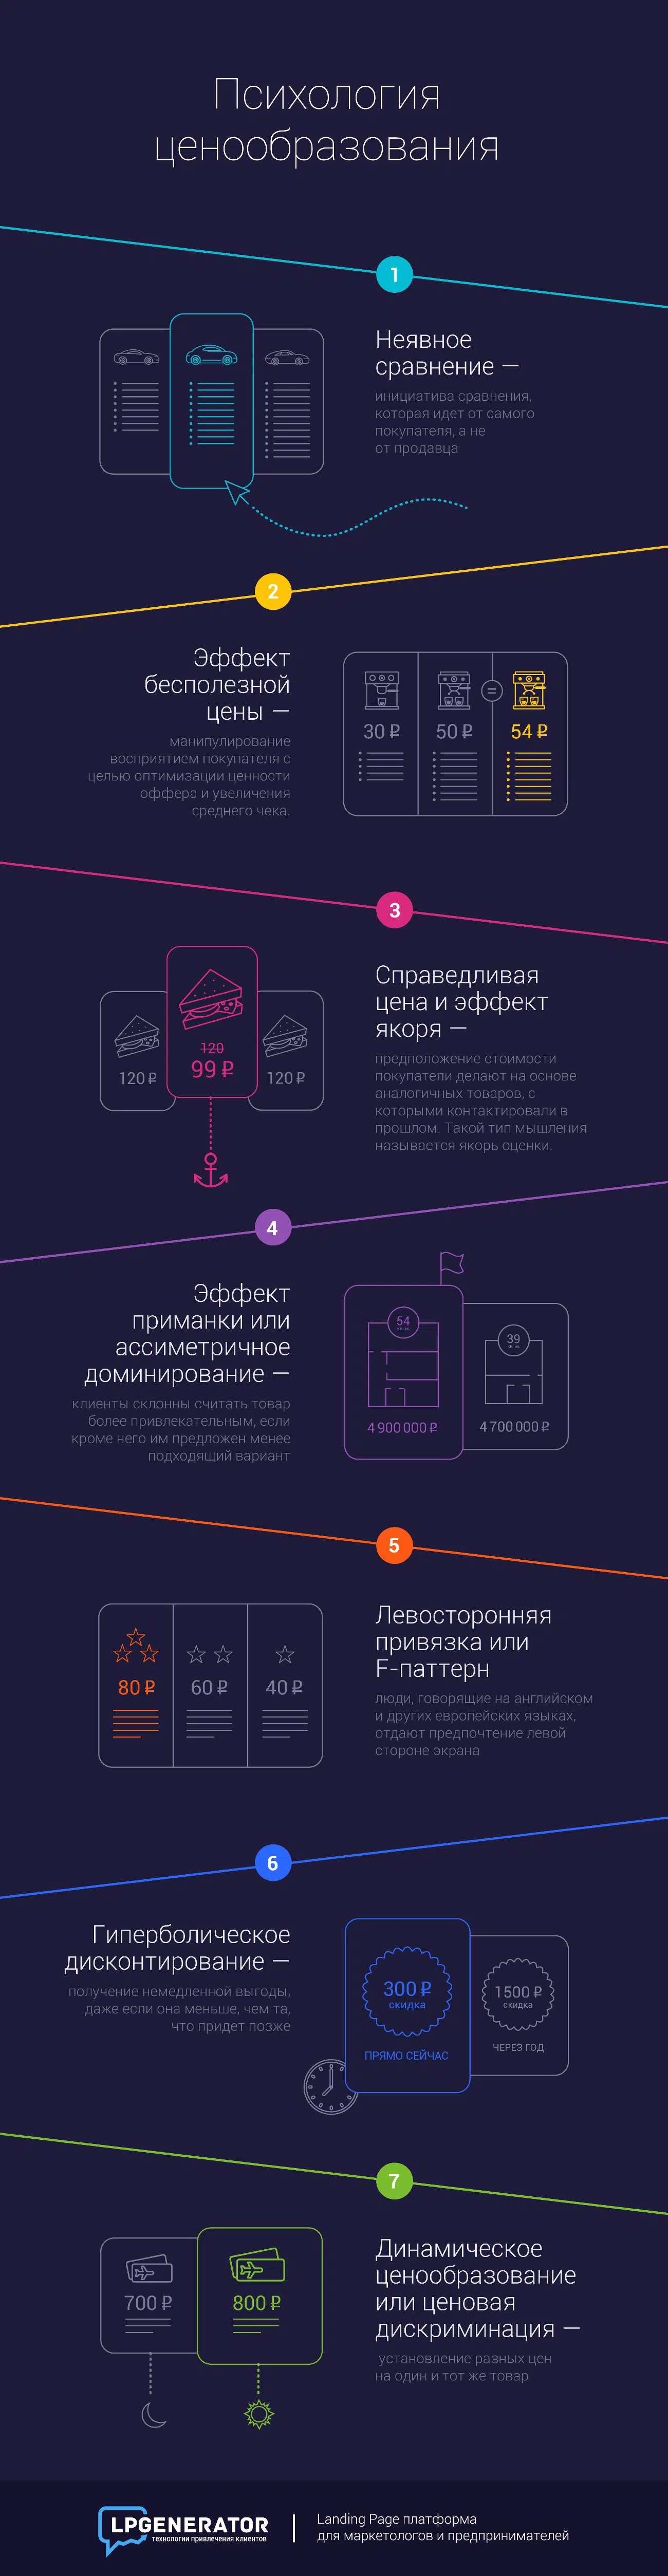 Психология
ценообразования
1
Неявное
сравнение —
инициатива сравнения,
которая идет от самого
покупателя, а не
от продавца
2
Эффект
бесполезной
цены —
манипулирование
восприятием покупателя с
целью оптимизации ценности
оффера и увеличения
среднего чека.
30 ₽
50 ₽
=
54 ₽
3
120
99 ₽
120 ₽
120 ₽
Справедливая
цена и эффект
якоря —
предположение стоимости
покупатели делают на основе
аналогичных товаров, с
которыми контактировали в
прошлом. Такой тип мышления
называется якорь оценки.
4
Эффект
приманки или
ассиметричное
доминирование —
клиенты склонны считать товар
более привлекательным, если
кроме него им предложен менее
подходящий вариант
54
кв. м.
4 900 000 ₽
39
кв. м.
4 700 000 ₽
5
80 ₽
60 ₽
40 ₽
Левосторонняя
привязка или
F-паттерн
люди, говорящие на английском
и других европейских языках,
отдают предпочтение левой
стороне экрана
6
Гиперболическое
дисконтирование —
получение немедленной выгоды,
даже если она меньше, чем та,
что придет позже
300 ₽
скидка
ПРЯМО СЕЙЧАС
1500 ₽
скидка
ЧЕРЕЗ ГОД
7
700 ₽
800 ₽
Динамическое
ценообразование
или ценовая
дискриминация —
установление разных цен
на один и тот же товар
LPGENERATOR
ТЕХНОЛОГИИ ПРИВЛЕЧЕНИЯ КЛИЕНТОВ
Landing Page платформа
для маркетологов и предпринимателей